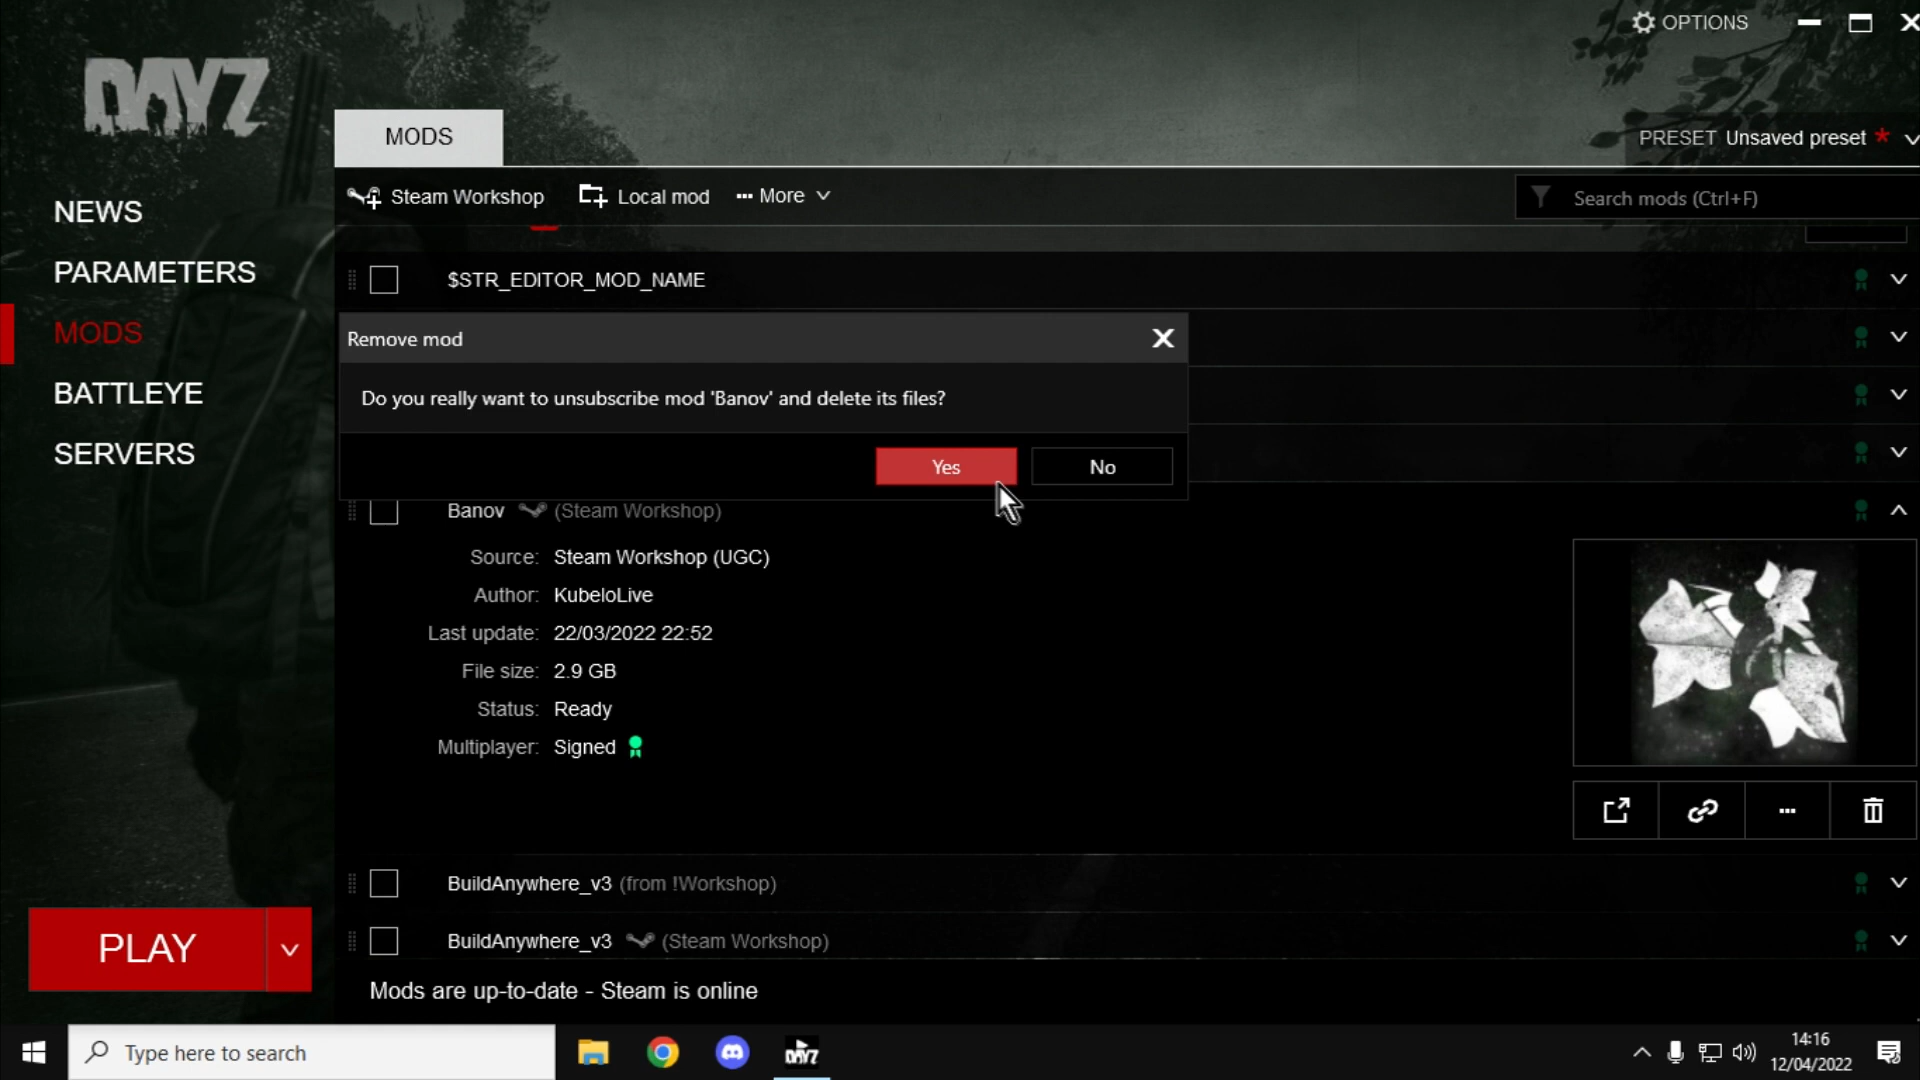 OPTIONS
DAYZ
MODS
PRESET Unsaved preset *
Steam Workshop
Local mod
··· More
Search mods (Ctrl+F)
NEWS
PARAMETERS
MODS
BATTLEYE
SERVERS
$STR_EDITOR_MOD_NAME
Remove mod
Do you really want to unsubscribe mod 'Banov' and delete its files?
Yes
No
Banov (Steam Workshop)
Source: Steam Workshop (UGC)
Author: KubeloLive
Last update: 22/03/2022 22:52
File size: 2.9 GB
Status: Ready
Multiplayer: Signed
BuildAnywhere_v3 (from !Workshop)
BuildAnywhere_v3 (Steam Workshop)
PLAY
Mods are up-to-date - Steam is online
Type here to search
DAYZ
14:16
12/04/2022